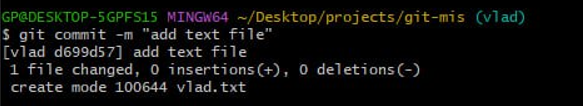 GP@DESKTOP-5GPFS15 MINGW64 ~/Desktop/projects/git-mis (vlad)
$ git commit -m "add text file"
[vlad d699d57] add text file
 1 file changed, 0 insertions(+), 0 deletions(-)
 create mode 100644 vlad.txt